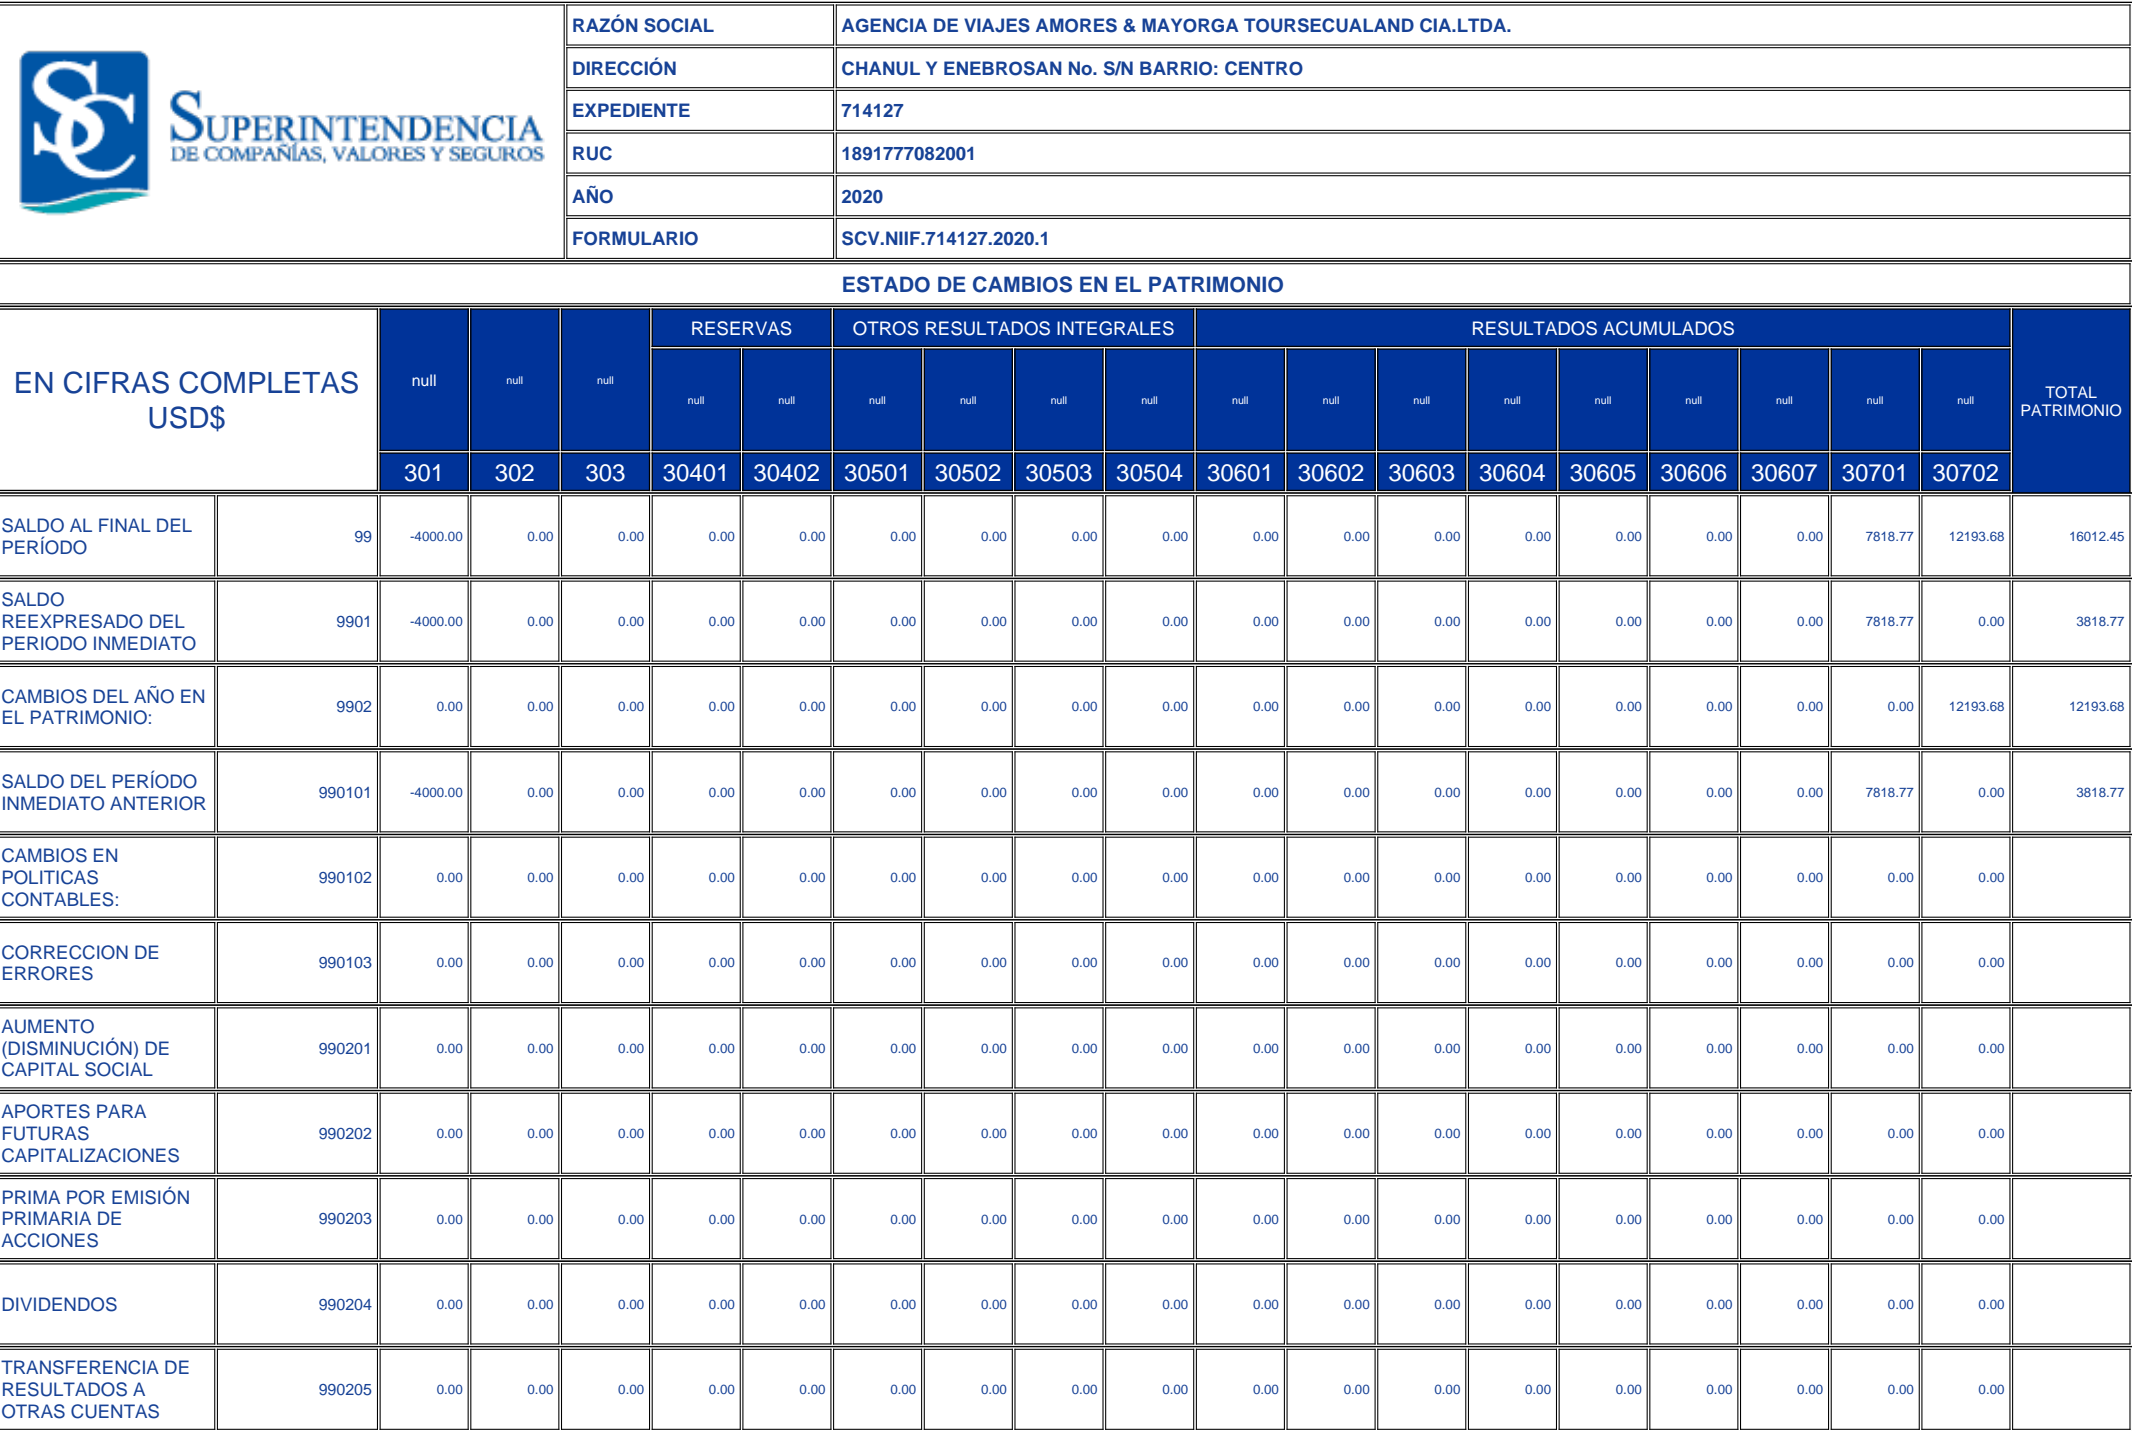 SUPERINTENDENCIA
DE COMPAÑÍAS, VALORES Y SEGUROS
RAZÓN SOCIAL AGENCIA DE VIAJES AMORES & MAYORGA TOURSECUALAND CIA.LTDA.
DIRECCIÓN CHANUL Y ENEBROSAN No. S/N BARRIO: CENTRO
EXPEDIENTE 714127
RUC 1891777082001
AÑO 2020
FORMULARIO SCV.NIIF.714127.2020.1
ESTADO DE CAMBIOS EN EL PATRIMONIO
EN CIFRAS COMPLETAS
USD$
RESERVAS OTROS RESULTADOS INTEGRALES RESULTADOS ACUMULADOS
null null null null null null null null null null null null null null null null null null
TOTAL
PATRIMONIO
301 302 303 30401 30402 30501 30502 30503 30504 30601 30602 30603 30604 30605 30606 30607 30701 30702
SALDO AL FINAL DEL
PERÍODO
99 -4000.00 0.00 0.00 0.00 0.00 0.00 0.00 0.00 0.00 0.00 0.00 0.00 0.00 0.00 0.00 0.00 7818.77 12193.68 16012.45
SALDO
REEXPRESADO DEL
PERIODO INMEDIATO
9901 -4000.00 0.00 0.00 0.00 0.00 0.00 0.00 0.00 0.00 0.00 0.00 0.00 0.00 0.00 0.00 0.00 7818.77 0.00 3818.77
CAMBIOS DEL AÑO EN
EL PATRIMONIO:
9902 0.00 0.00 0.00 0.00 0.00 0.00 0.00 0.00 0.00 0.00 0.00 0.00 0.00 0.00 0.00 0.00 0.00 12193.68 12193.68
SALDO DEL PERÍODO
INMEDIATO ANTERIOR
990101 -4000.00 0.00 0.00 0.00 0.00 0.00 0.00 0.00 0.00 0.00 0.00 0.00 0.00 0.00 0.00 0.00 7818.77 0.00 3818.77
CAMBIOS EN
POLITICAS
CONTABLES:
990102 0.00 0.00 0.00 0.00 0.00 0.00 0.00 0.00 0.00 0.00 0.00 0.00 0.00 0.00 0.00 0.00 0.00 0.00
CORRECCION DE
ERRORES
990103 0.00 0.00 0.00 0.00 0.00 0.00 0.00 0.00 0.00 0.00 0.00 0.00 0.00 0.00 0.00 0.00 0.00 0.00
AUMENTO
(DISMINUCIÓN) DE
CAPITAL SOCIAL
990201 0.00 0.00 0.00 0.00 0.00 0.00 0.00 0.00 0.00 0.00 0.00 0.00 0.00 0.00 0.00 0.00 0.00 0.00
APORTES PARA
FUTURAS
CAPITALIZACIONES
990202 0.00 0.00 0.00 0.00 0.00 0.00 0.00 0.00 0.00 0.00 0.00 0.00 0.00 0.00 0.00 0.00 0.00 0.00
PRIMA POR EMISIÓN
PRIMARIA DE
ACCIONES
990203 0.00 0.00 0.00 0.00 0.00 0.00 0.00 0.00 0.00 0.00 0.00 0.00 0.00 0.00 0.00 0.00 0.00 0.00
DIVIDENDOS
990204 0.00 0.00 0.00 0.00 0.00 0.00 0.00 0.00 0.00 0.00 0.00 0.00 0.00 0.00 0.00 0.00 0.00 0.00
TRANSFERENCIA DE
RESULTADOS A
OTRAS CUENTAS
990205 0.00 0.00 0.00 0.00 0.00 0.00 0.00 0.00 0.00 0.00 0.00 0.00 0.00 0.00 0.00 0.00 0.00 0.00